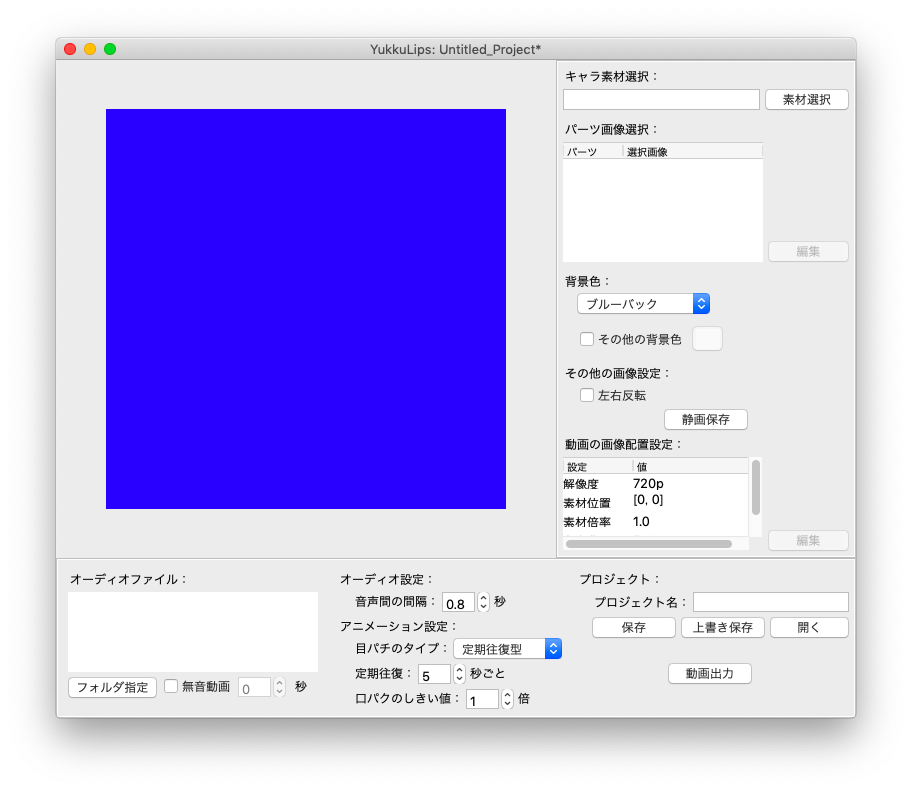 YukkuLips: Untitled_Project*
キャラ素材選択：
素材選択
パーツ画像選択：
パーツ 選択画像
編集
背景色：
ブルーバック
その他の背景色
その他の画像設定：
左右反転
静画保存
動画の画像配置設定：
設定 値
解像度 720p
素材位置 [0, 0]
素材倍率 1.0
編集
オーディオファイル：
フォルダ指定 無音動画 0 秒
オーディオ設定：
音声間の間隔： 0.8 秒
アニメーション設定：
目パチのタイプ： 定期往復型
定期往復： 5 秒ごと
口パクのしきい値： 1 倍
プロジェクト：
プロジェクト名：
保存 上書き保存 開く
動画出力